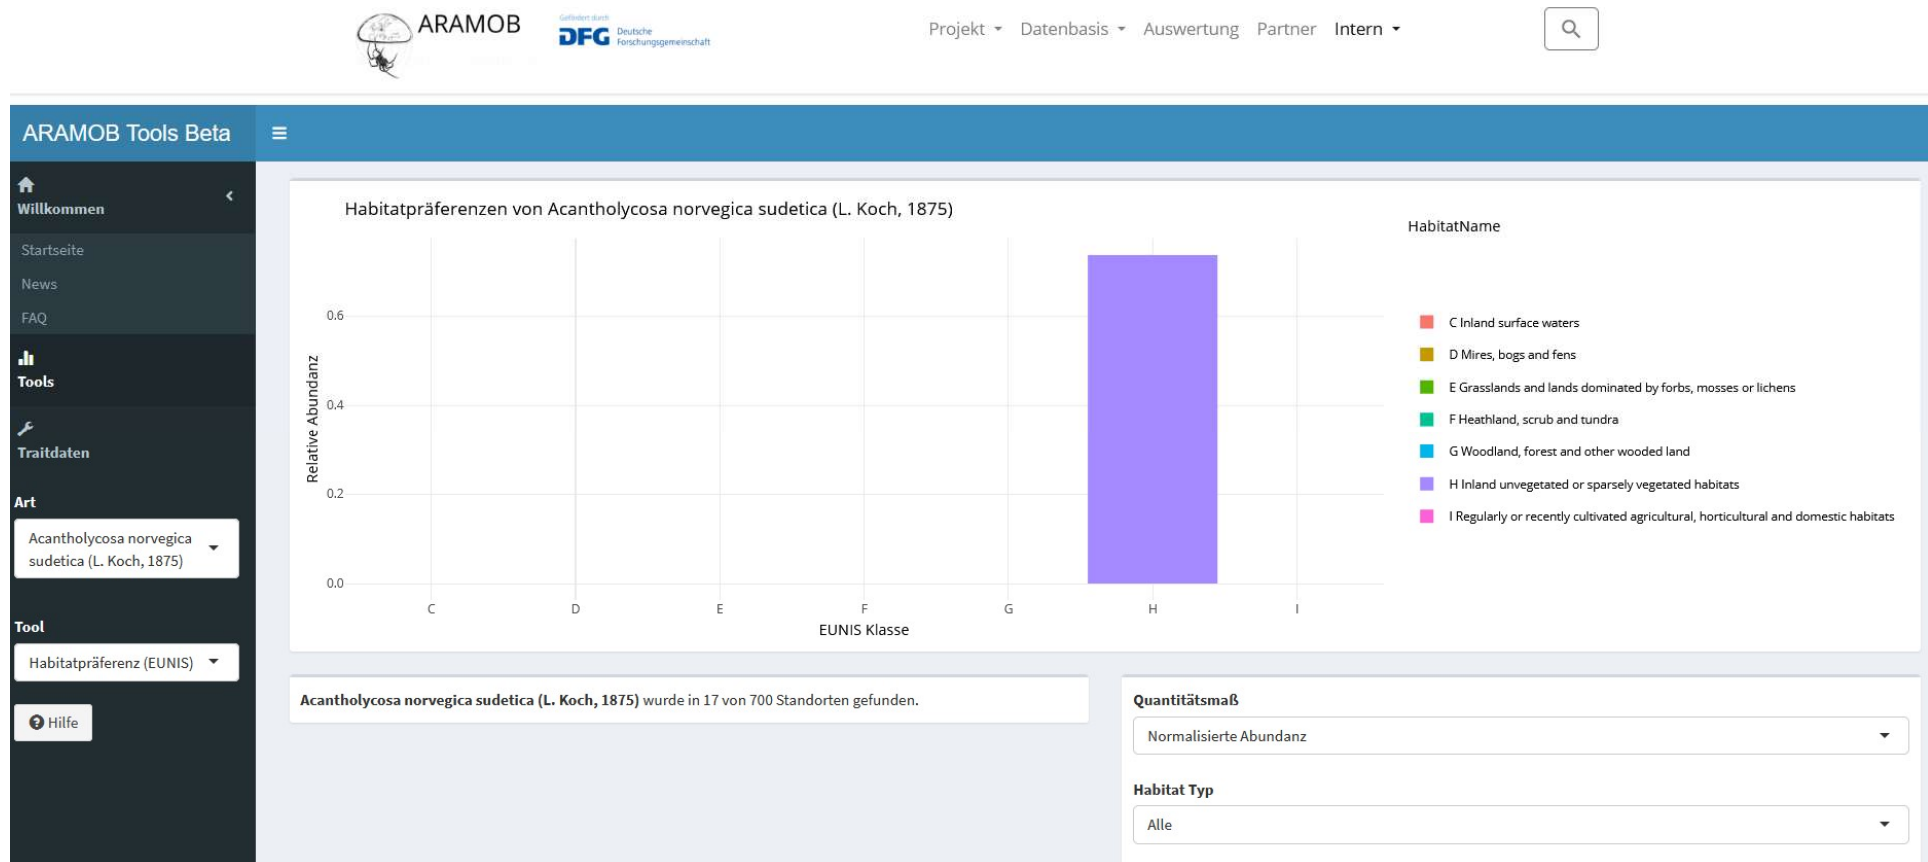 ARAMOB
Gefördert durch
DFG Deutsche
Forschungsgemeinschaft
Projekt
Datenbasis
Auswertung
Partner
Intern
ARAMOB Tools Beta
Willkommen
Startseite
News
FAQ
Tools
Traitdaten
Art
Acantholycosa norvegica
sudetica (L. Koch, 1875)
Tool
Habitatpräferenz (EUNIS)
Hilfe
Habitatpräferenzen von Acantholycosa norvegica sudetica (L. Koch, 1875)
Relative Abundanz
0.6
0.4
0.2
0.0
C
D
E
F
G
H
I
EUNIS Klasse
HabitatName
C Inland surface waters
D Mires, bogs and fens
E Grasslands and lands dominated by forbs, mosses or lichens
F Heathland, scrub and tundra
G Woodland, forest and other wooded land
H Inland unvegetated or sparsely vegetated habitats
I Regularly or recently cultivated agricultural, horticultural and domestic habitats
Acantholycosa norvegica sudetica (L. Koch, 1875) wurde in 17 von 700 Standorten gefunden.
Quantitätsmaß
Normalisierte Abundanz
Habitat Typ
Alle